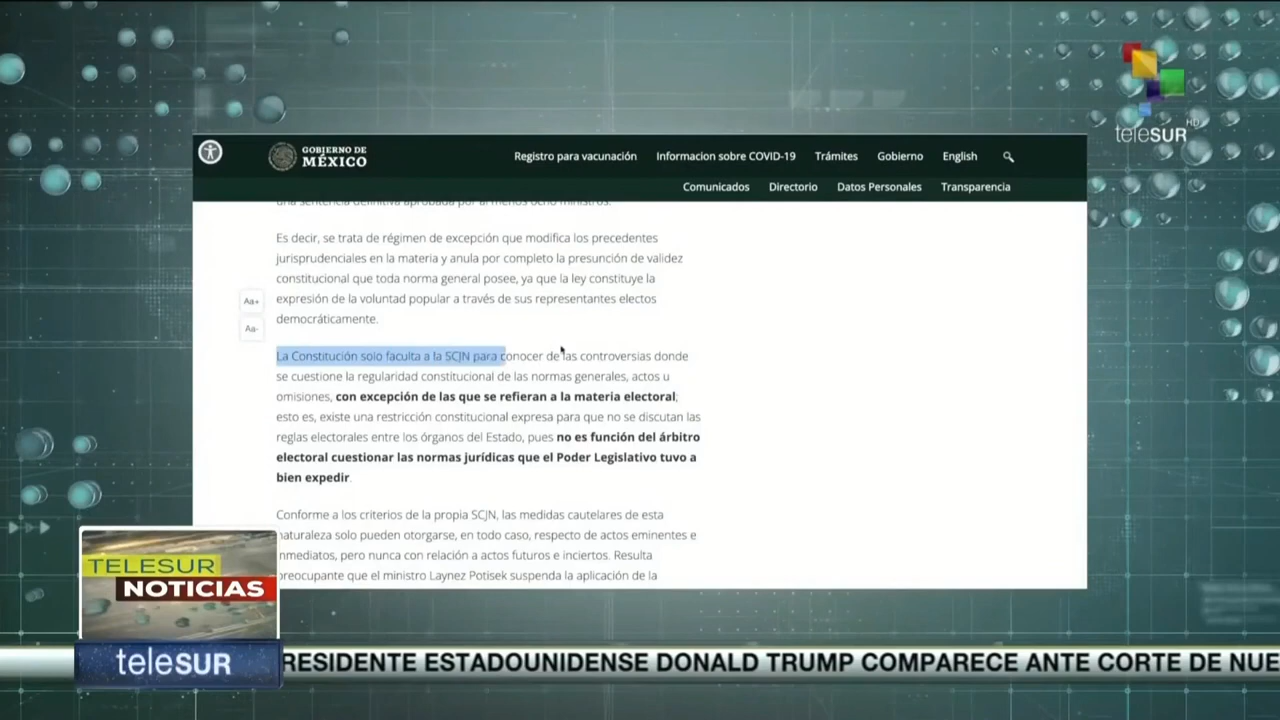 teleSUR HD
GOBIERNO DE
MÉXICO
Registro para vacunación Informacion sobre COVID-19 Trámites Gobierno English
Comunicados Directorio Datos Personales Transparencia
una sentencia definitiva aprobada por al menos ocho ministros.
Es decir, se trata de régimen de excepción que modifica los precedentes
jurisprudenciales en la materia y anula por completo la presunción de validez
constitucional que toda norma general posee, ya que la ley constituye la
expresión de la voluntad popular a través de sus representantes electos
democráticamente.
Aa+
Aa-
La Constitución solo faculta a la SCJN para conocer de las controversias donde
se cuestione la regularidad constitucional de las normas generales, actos u
omisiones, con excepción de las que se refieran a la materia electoral;
esto es, existe una restricción constitucional expresa para que no se discutan las
reglas electorales entre los órganos del Estado, pues no es función del árbitro
electoral cuestionar las normas jurídicas que el Poder Legislativo tuvo a
bien expedir.
Conforme a los criterios de la propia SCJN, las medidas cautelares de esta
naturaleza solo pueden otorgarse, en todo caso, respecto de actos eminentes e
inmediatos, pero nunca con relación a actos futuros e inciertos. Resulta
preocupante que el ministro Laynez Potisek suspenda la aplicación de la
TELESUR
NOTICIAS
teleSUR
RESIDENTE ESTADOUNIDENSE DONALD TRUMP COMPARECE ANTE CORTE DE NUE